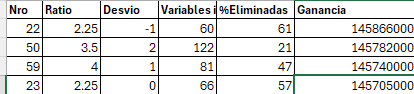 Nro Ratio Desvio Variables i %Eliminadas Ganancia
22 2.25 -1 60 61 145866000
50 3.5 2 122 21 145782000
59 4 1 81 47 145740000
23 2.25 0 66 57 145705000